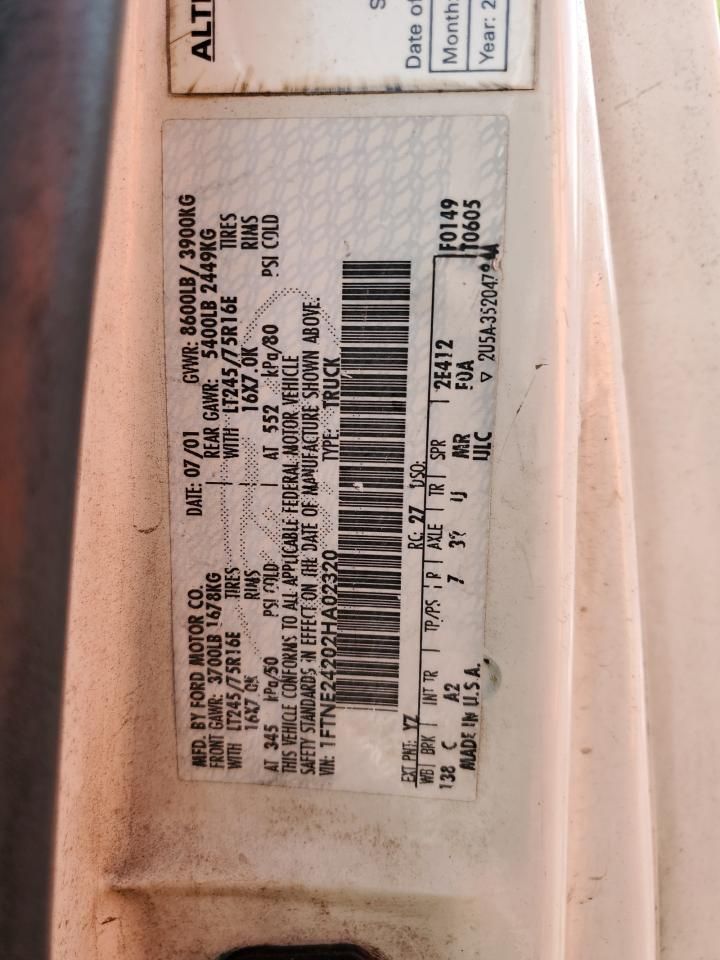 ALTE
S
Date of
Month:
Year: 2
MFD. BY FORD MOTOR CO.
DATE: 07/01 GVWR: 8600LB/ 3900KG
FRONT GAWR: 3700LB 1678KG REAR GAWR: 5400LB 2449KG
WITH LT245/75R16E TIRES WITH LT245/75R16E TIRES
16X7.0K RIMS 16X7.0K RIMS
AT 345 kPa/50 PSI COLD AT 552 kPa/80 PSI COLD
THIS VEHICLE CONFORMS TO ALL APPLICABLE FEDERAL MOTOR VEHICLE
SAFETY STANDARDS IN EFFECT ON THE DATE OF MANUFACTURE SHOWN ABOVE.
VIN: 1FTNE24202HA02320 TYPE: TRUCK
EXT PNT: YZ RC: 27 DSO:
WB BRK INT TR TP/PS R AXLE TR SPR 2E412 F0149
138 C A2 7 39 U MR F0A T0605
MADE IN U.S.A. ULC ▽ 2U5A-3520472-AA